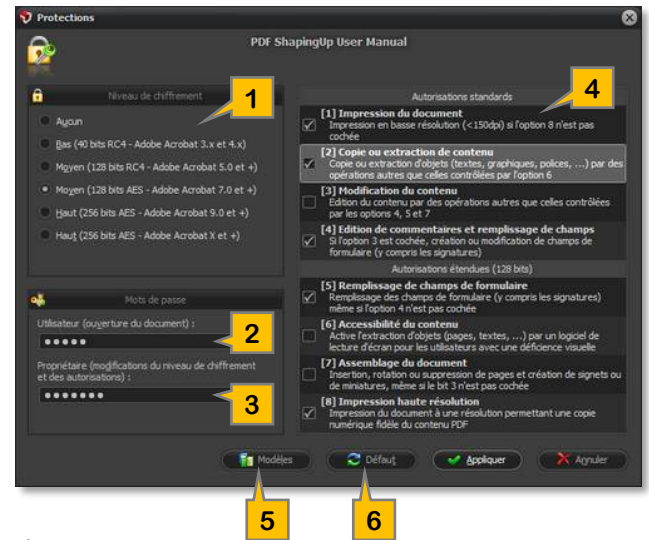 Protections
PDF ShapingUp User Manual
Niveau de chiffrement
1
Aucun
Bas (40 bits RC4 - Adobe Acrobat 3.x et 4.x)
Moyen (128 bits RC4 - Adobe Acrobat 5.0 et +)
Moyen (128 bits AES - Adobe Acrobat 7.0 et +)
Haut (256 bits AES - Adobe Acrobat 9.0 et +)
Haut (256 bits AES - Adobe Acrobat X et +)
Mots de passe
Utilisateur (ouverture du document) :
2
Propriétaire (modifications du niveau de chiffrement
et des autorisations) :
3
4
Autorisations standards
[1] Impression du document
Impression en basse résolution (<150dpi) si l'option 8 n'est pas
cochée
[2] Copie ou extraction de contenu
Copie ou extraction d'objets (textes, graphiques, polices, ...) par des
opérations autres que celles contrôlées par l'option 6
[3] Modification du contenu
Edition du contenu par des opérations autres que celles contrôlées
par les options 4, 5 et 7
[4] Edition de commentaires et remplissage de champs
Si l'option 3 est cochée, création ou modification de champs de
formulaire (y compris les signatures)
Autorisations étendues (128 bits)
[5] Remplissage de champs de formulaire
Remplissage des champs de formulaire (y compris les signatures)
même si l'option 4 n'est pas cochée
[6] Accessibilité du contenu
Active l'extraction d'objets (pages, textes, ...) par un logiciel de
lecture d'écran pour les utilisateurs avec une déficience visuelle
[7] Assemblage du document
Insertion, rotation ou suppression de pages et création de signets ou
de miniatures, même si le bit 3 n'est pas cochée
[8] Impression haute résolution
Impression du document à une résolution permettant une copie
numérique fidèle du contenu PDF
Modèles
Défaut
Appliquer
Annuler
5
6